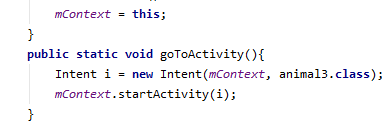 mContext = this;
}
public static void goToActivity(){
Intent i = new Intent(mContext, animal3.class);
mContext.startActivity(i);
}